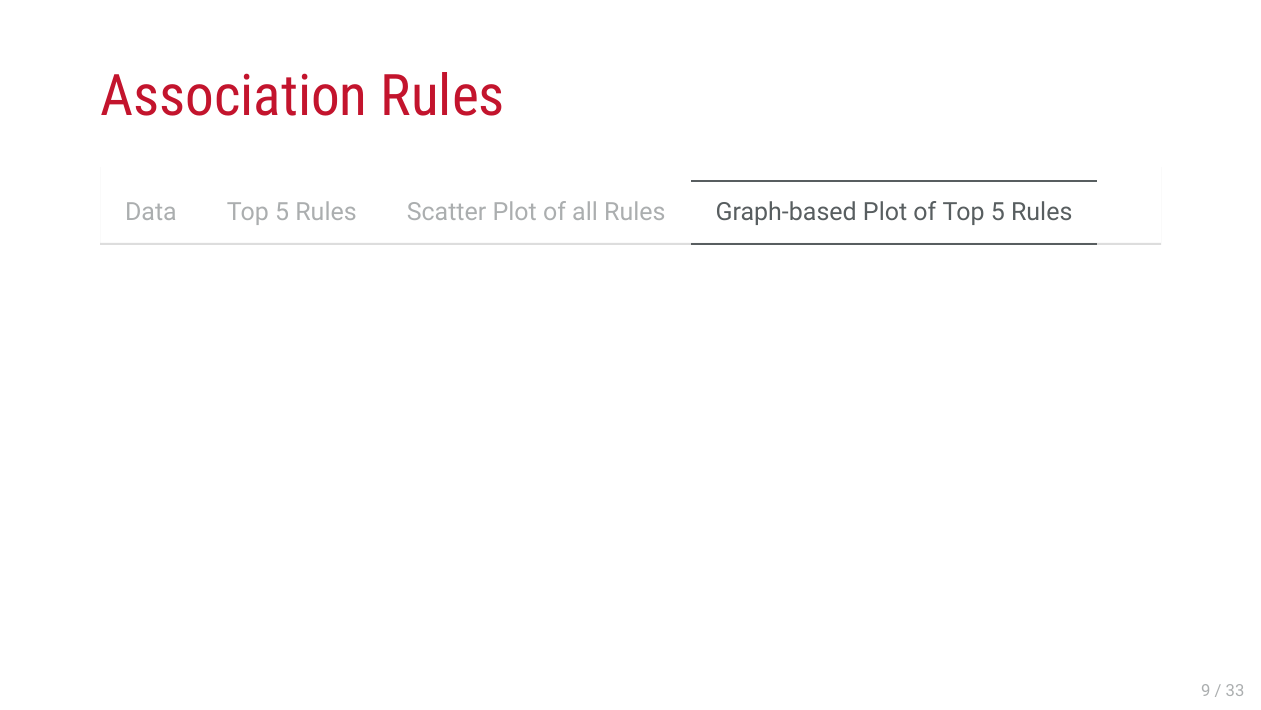 Association Rules
Data Top 5 Rules Scatter Plot of all Rules Graph-based Plot of Top 5 Rules
9 / 33